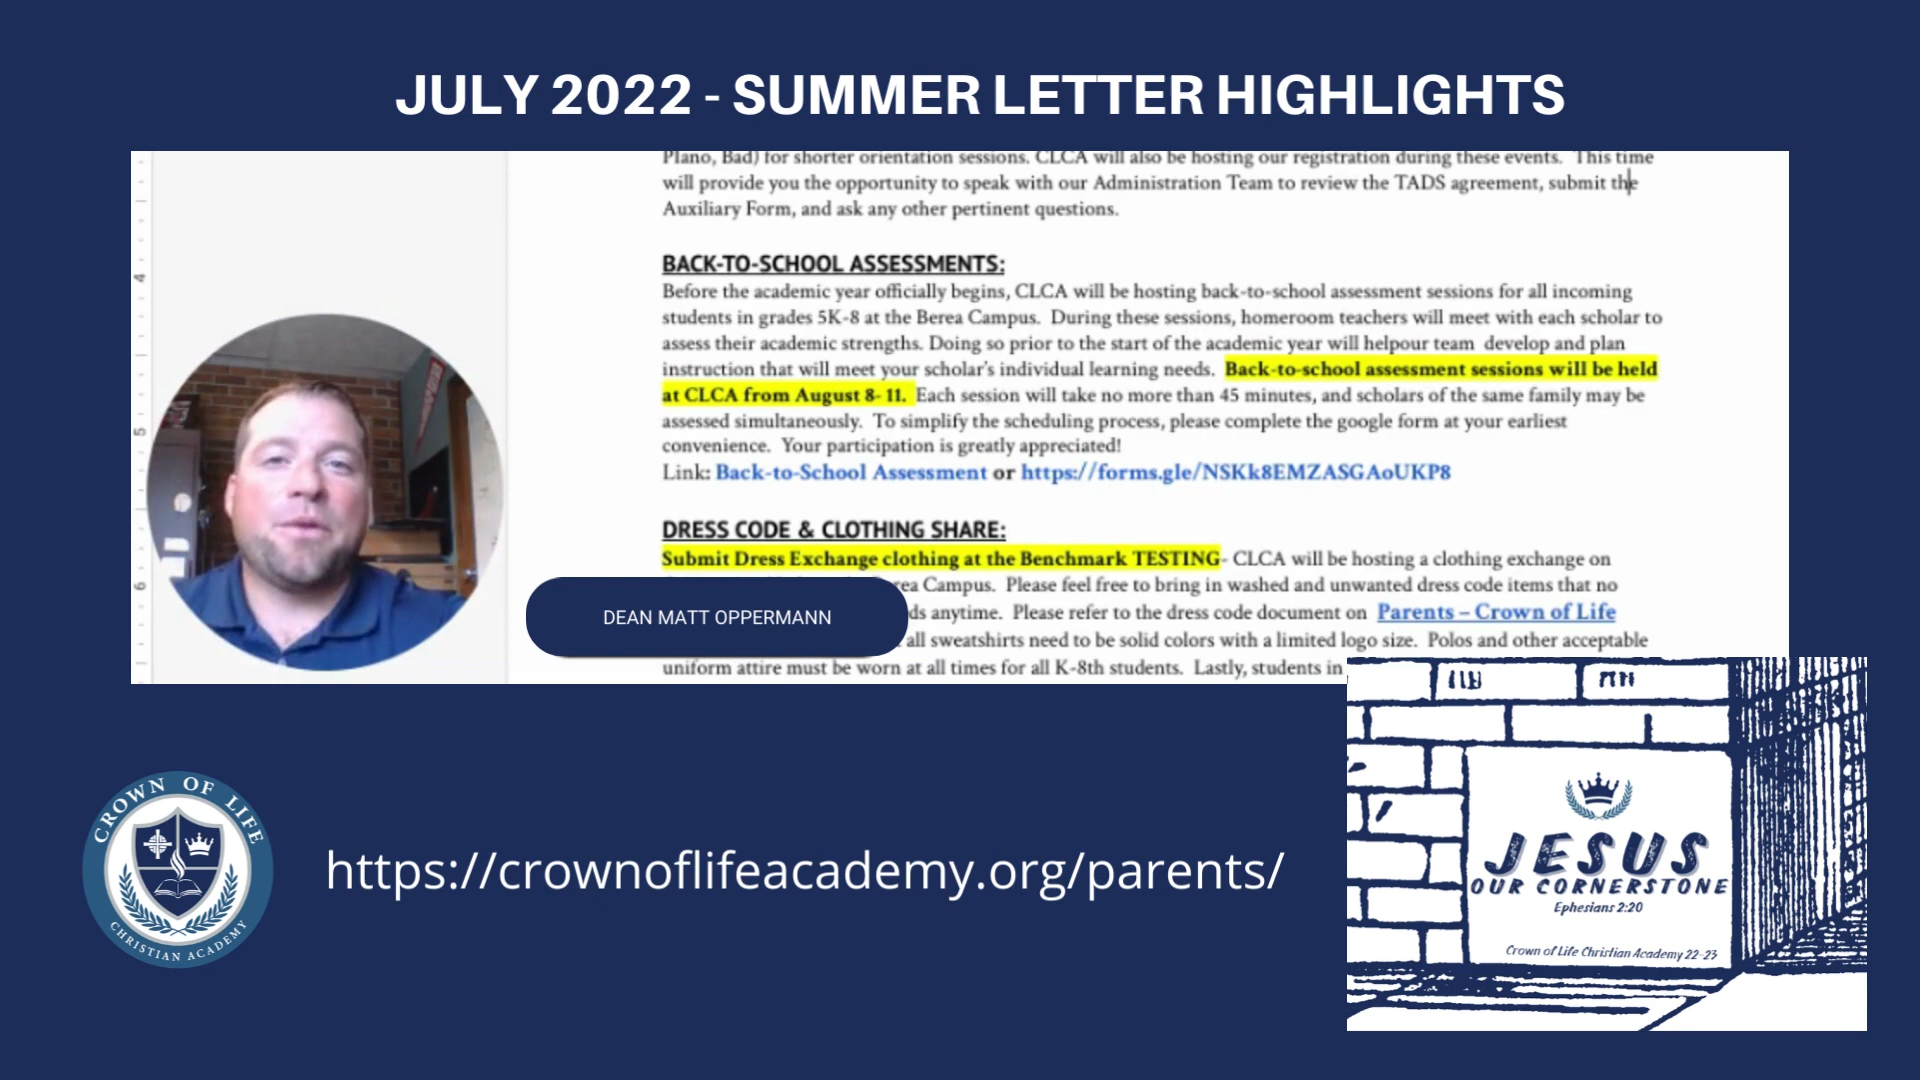 JULY 2022 - SUMMER LETTER HIGHLIGHTS
Plano, Bad) for shorter orientation sessions. CLCA will also be hosting our registration during these events. This time
will provide you the opportunity to speak with our Administration Team to review the TADS agreement, submit the
Auxiliary Form, and ask any other pertinent questions.
4
BACK-TO-SCHOOL ASSESSMENTS:
Before the academic year officially begins, CLCA will be hosting back-to-school assessment sessions for all incoming
students in grades 5K-8 at the Berea Campus. During these sessions, homeroom teachers will meet with each scholar to
assess their academic strengths. Doing so prior to the start of the academic year will helpour team develop and plan
instruction that will meet your scholar's individual learning needs. Back-to-school assessment sessions will be held
at CLCA from August 8- 11. Each session will take no more than 45 minutes, and scholars of the same family may be
assessed simultaneously. To simplify the scheduling process, please complete the google form at your earliest
5
convenience. Your participation is greatly appreciated!
Link: Back-to-School Assessment or https://forms.gle/NSKk8EMZASGAoUKP8
DRESS CODE & CLOTHING SHARE:
Submit Dress Exchange clothing at the Benchmark TESTING- CLCA will be hosting a clothing exchange on
6
Campus. Please feel free to bring in washed and unwanted dress code items that no
anytime. Please refer to the dress code document on Parents – Crown of Life
all sweatshirts need to be solid colors with a limited logo size. Polos and other acceptable
uniform attire must be worn at all times for all K-8th students. Lastly, students in
DEAN MATT OPPERMANN
CROWN OF LIFE
CHRISTIAN ACADEMY
https://crownoflifeacademy.org/parents/
JESUS
OUR CORNERSTONE
Ephesians 2:20
Crown of Life Christian Academy 22-23